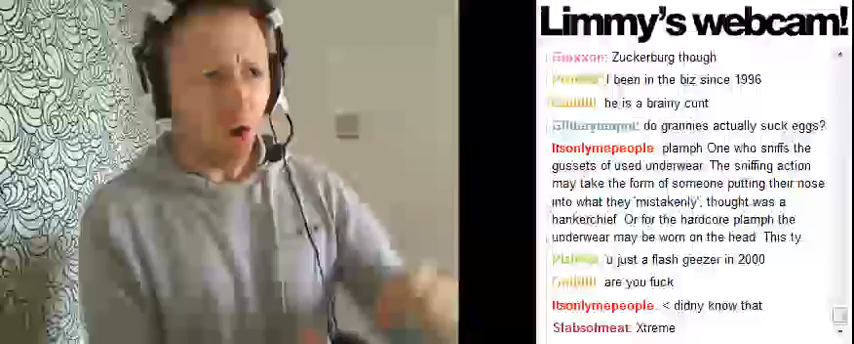 Limmy's webcam!
Zuckerburg though
I been in the biz since 1996
he is a brainy cunt
do grannies actually suck eggs?
Itsonlymepeople: plamph One who sniffs the
gussets of used underwear. The sniffing action
may take the form of someone putting their nose
into what they 'mistakenly', thought was a
hankerchief. Or for the hardcore plamph the
underwear may be worn on the head. This ty
u just a flash geezer in 2000
are you fuck
Itsonlymepeople: < didny know that
Slabsofmeat: Xtreme